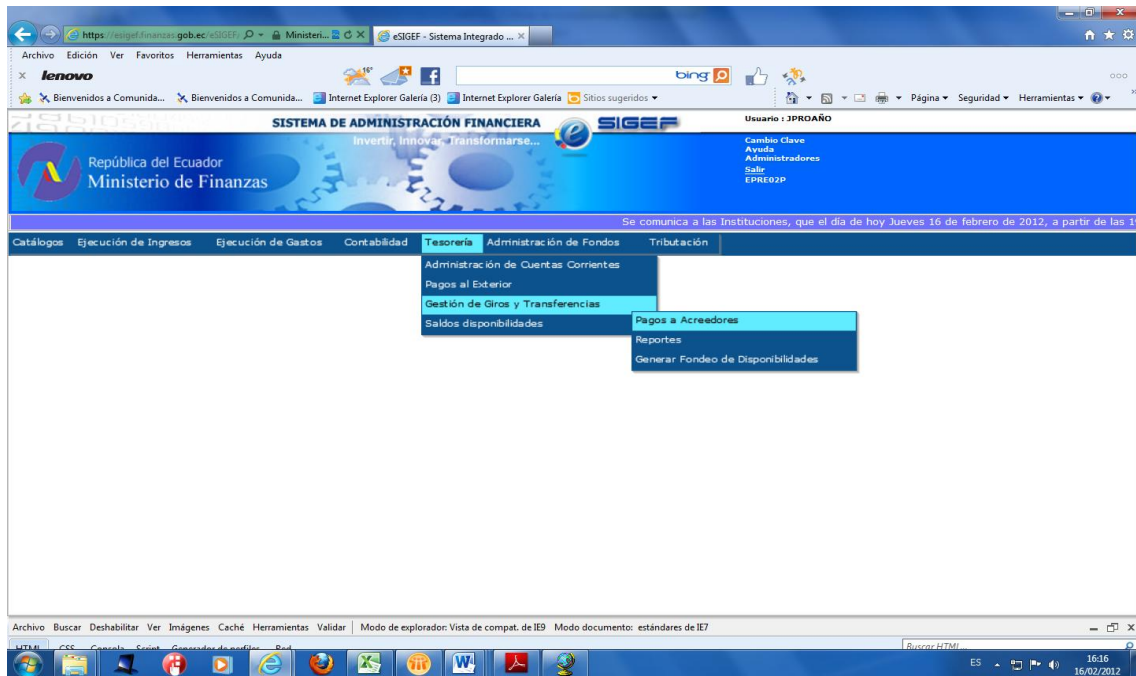 https://esigef.finanzas.gob.ec/eSIGEF/
Ministeri...
eSIGEF - Sistema Integrado ...
Archivo Edición Ver Favoritos Herramientas Ayuda
x lenovo
16°
bing
Bienvenidos a Comunida... Bienvenidos a Comunida... Internet Explorer Galería (3) Internet Explorer Galería Sitios sugeridos
Página Seguridad Herramientas
SISTEMA DE ADMINISTRACIÓN FINANCIERA
e SIGEF
Usuario : JPROAÑO
Invertir, Innovar, Transformarse...
República del Ecuador
Ministerio de Finanzas
Cambio Clave
Ayuda
Administradores
Salir
EPRE02P
Se comunica a las Instituciones, que el día de hoy Jueves 16 de febrero de 2012, a partir de las 1
Catálogos Ejecución de Ingresos Ejecución de Gastos Contabilidad Tesorería Administración de Fondos Tributación
Administración de Cuentas Corrientes
Pagos al Exterior
Gestión de Giros y Transferencias
Saldos disponibilidades
Pagos a Acreedores
Reportes
Generar Fondeo de Disponibilidades
Archivo Buscar Deshabilitar Ver Imágenes Caché Herramientas Validar Modo de explorador: Vista de compat. de IE9 Modo documento: estándares de IE7
HTML CSS Consola Script Generador de perfiles Red
Buscar HTML...
ES
16:16
16/02/2012